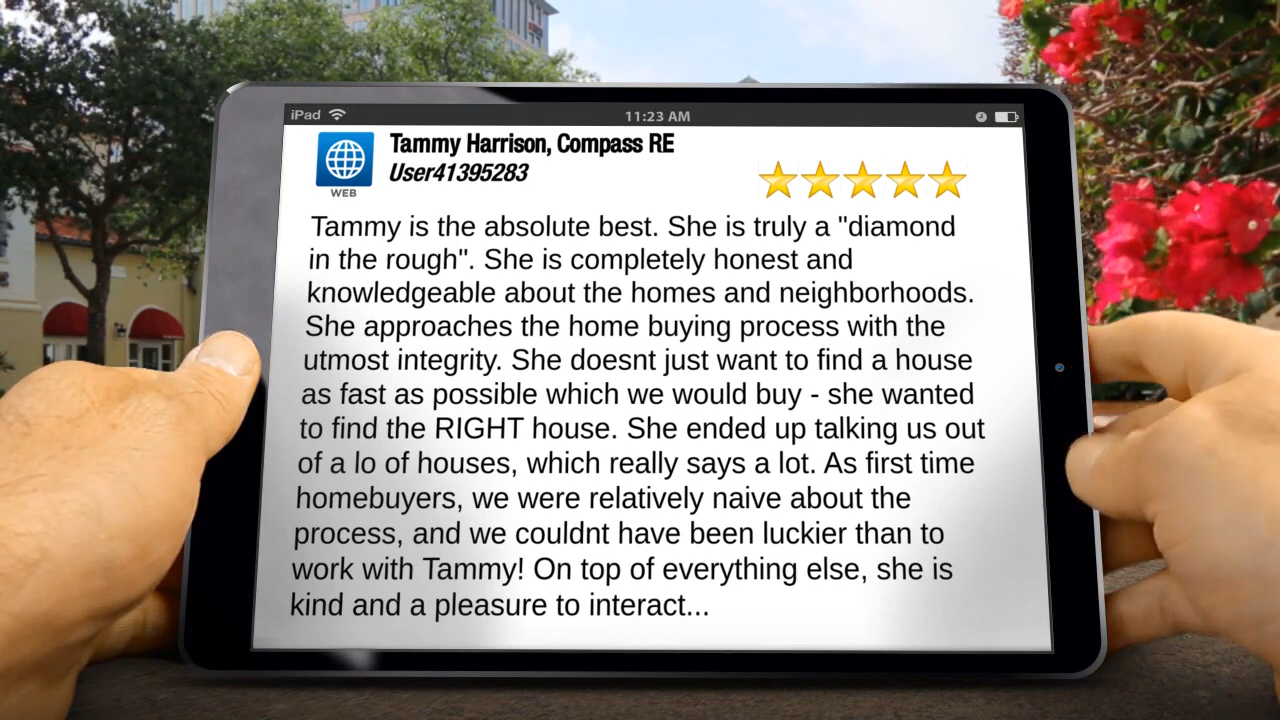 iPad 11:23 AM
Tammy Harrison, Compass RE
User41395283
WEB
Tammy is the absolute best. She is truly a "diamond
in the rough". She is completely honest and
knowledgeable about the homes and neighborhoods.
She approaches the home buying process with the
utmost integrity. She doesnt just want to find a house
as fast as possible which we would buy - she wanted
to find the RIGHT house. She ended up talking us out
of a lo of houses, which really says a lot. As first time
homebuyers, we were relatively naive about the
process, and we couldnt have been luckier than to
work with Tammy! On top of everything else, she is
kind and a pleasure to interact...